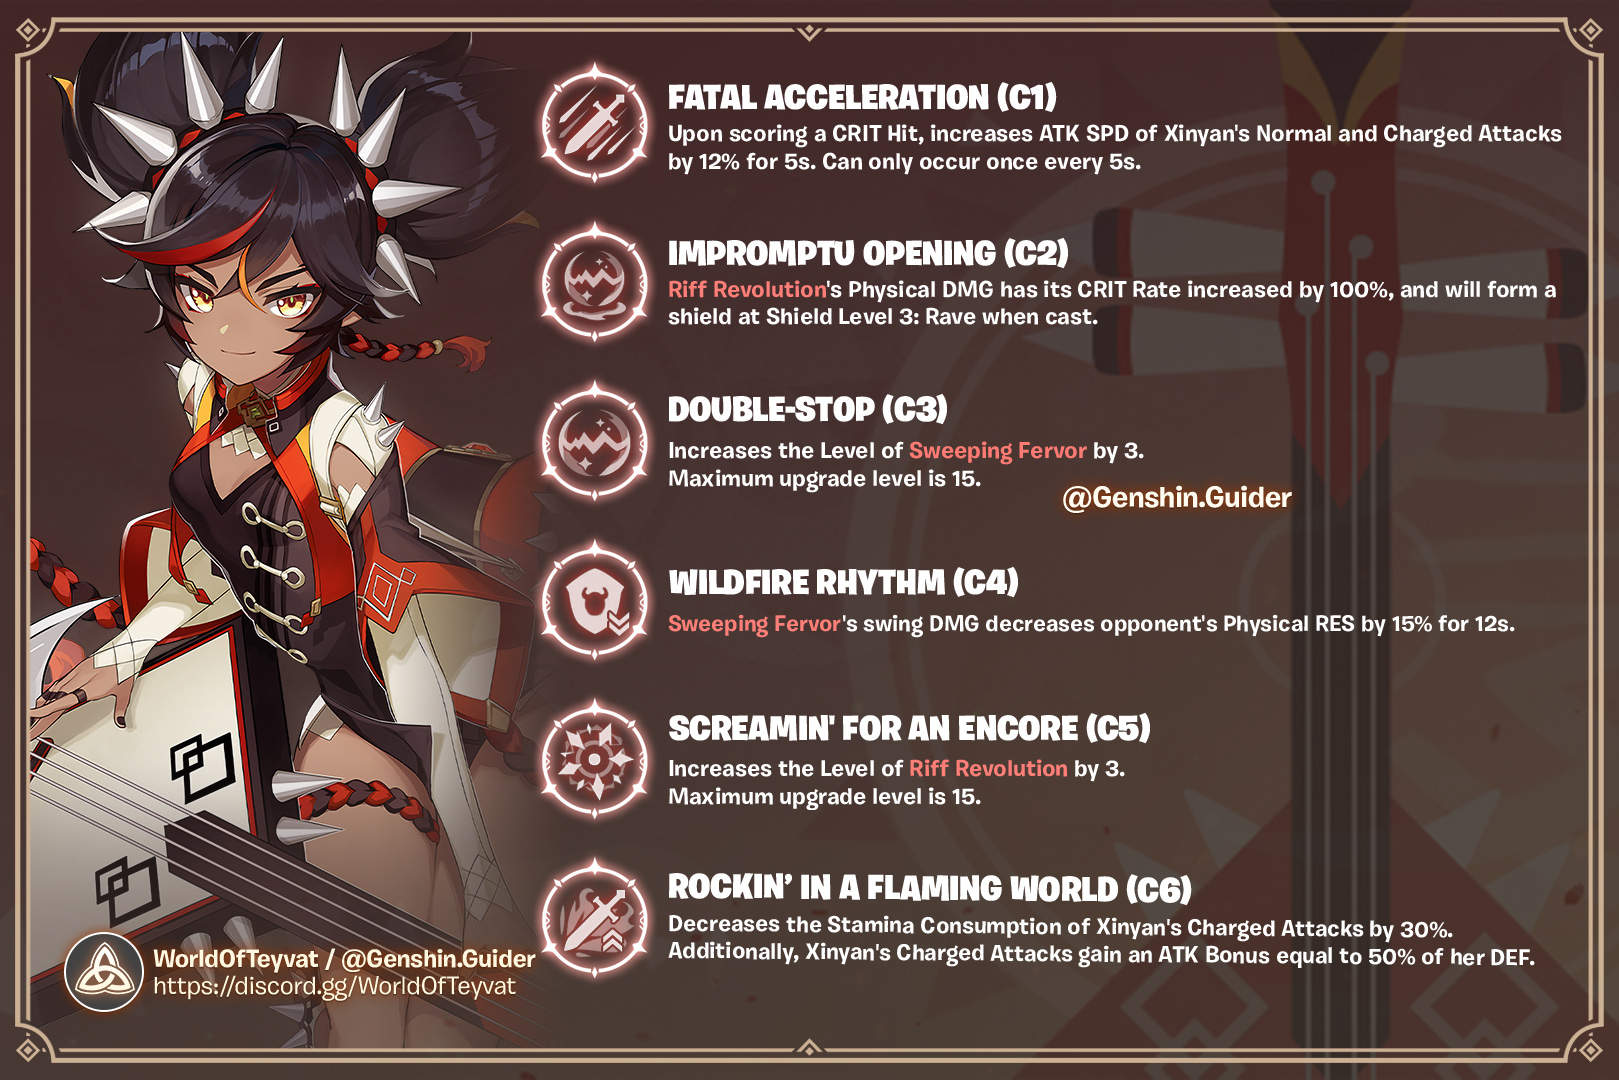 FATAL ACCELERATION (C1)
Upon scoring a CRIT Hit, increases ATK SPD of Xinyan's Normal and Charged Attacks
by 12% for 5s. Can only occur once every 5s.
IMPROMPTU OPENING (C2)
Riff Revolution's Physical DMG has its CRIT Rate increased by 100%, and will form a
shield at Shield Level 3: Rave when cast.
DOUBLE-STOP (C3)
Increases the Level of Sweeping Fervor by 3.
Maximum upgrade level is 15.
@Genshin.Guider
WILDFIRE RHYTHM (C4)
Sweeping Fervor's swing DMG decreases opponent's Physical RES by 15% for 12s.
SCREAMIN' FOR AN ENCORE (C5)
Increases the Level of Riff Revolution by 3.
Maximum upgrade level is 15.
ROCKIN’ IN A FLAMING WORLD (C6)
Decreases the Stamina Consumption of Xinyan's Charged Attacks by 30%.
Additionally, Xinyan's Charged Attacks gain an ATK Bonus equal to 50% of her DEF.
WorldOfTeyvat / @Genshin.Guider
https://discord.gg/WorldOfTeyvat